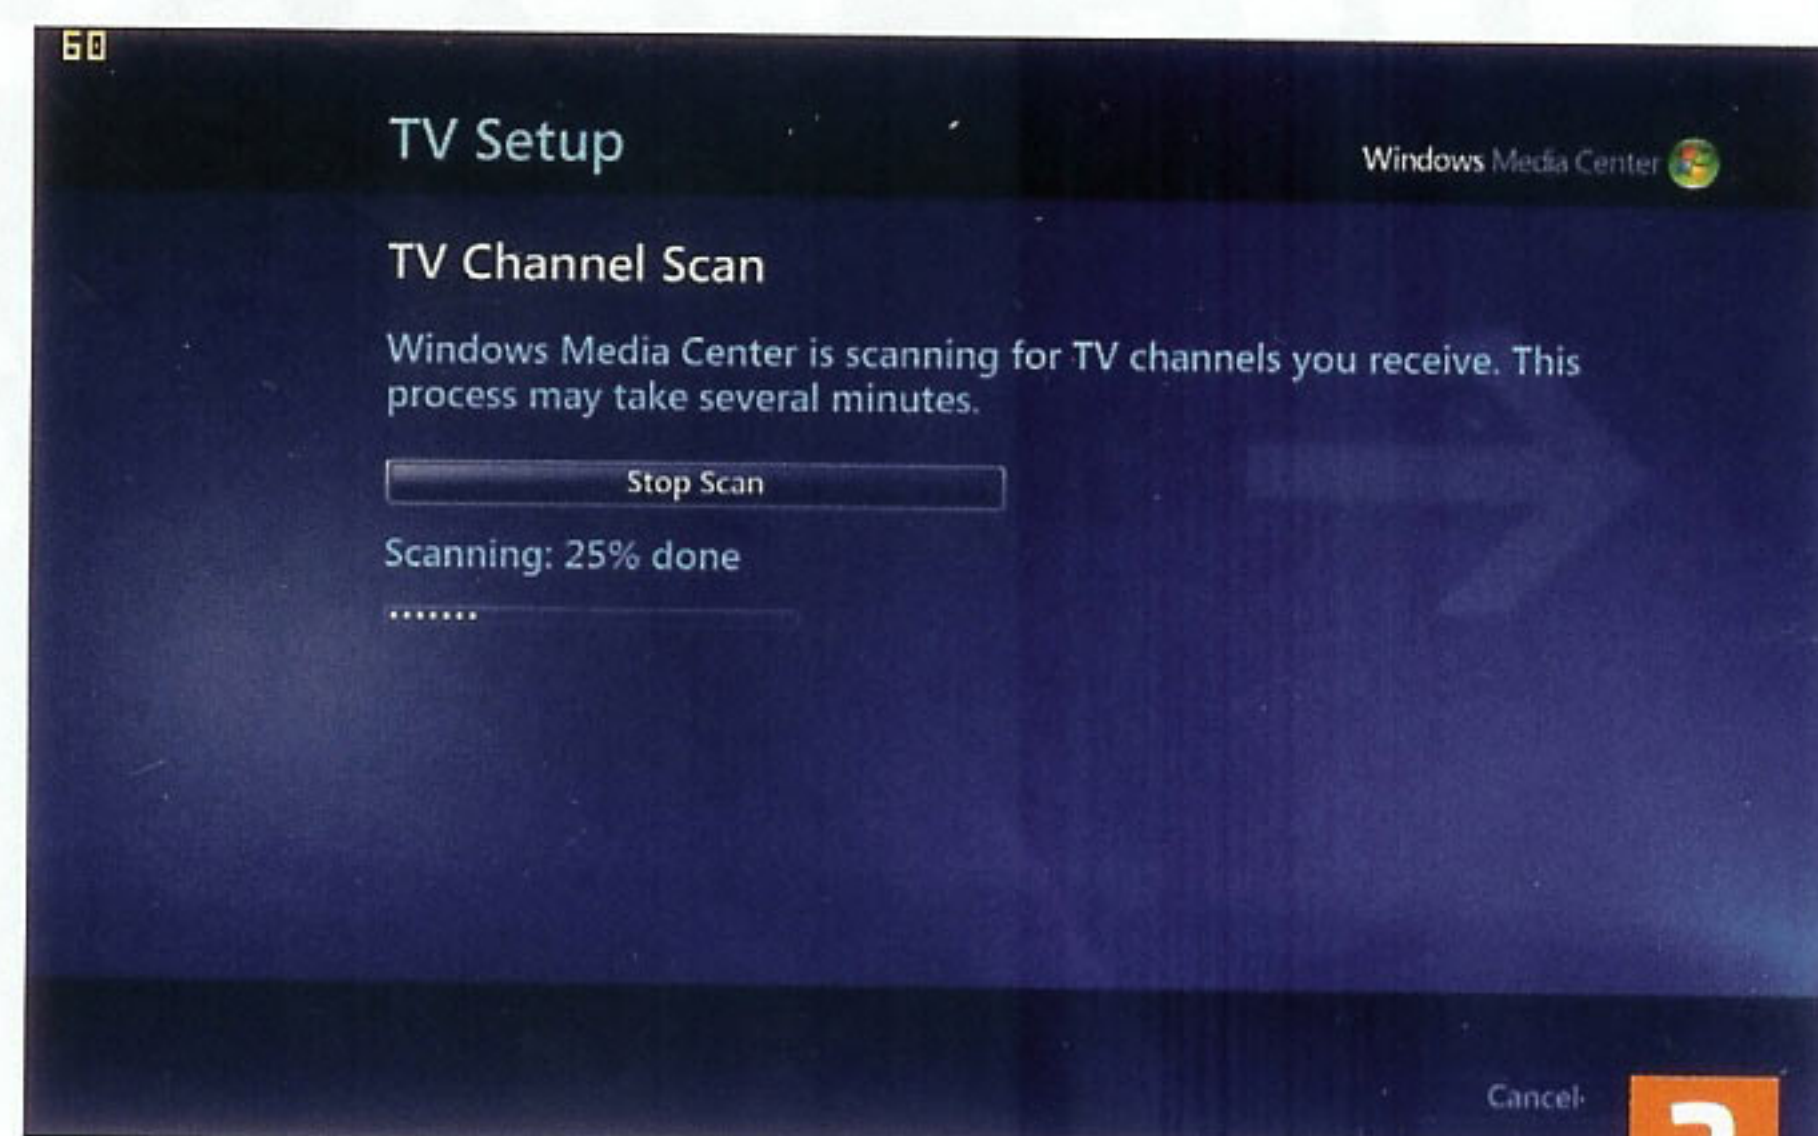 60
TV Setup
Windows Media Center
TV Channel Scan
Windows Media Center is scanning for TV channels you receive. This
process may take several minutes.
Stop Scan
Scanning: 25% done
Cancel